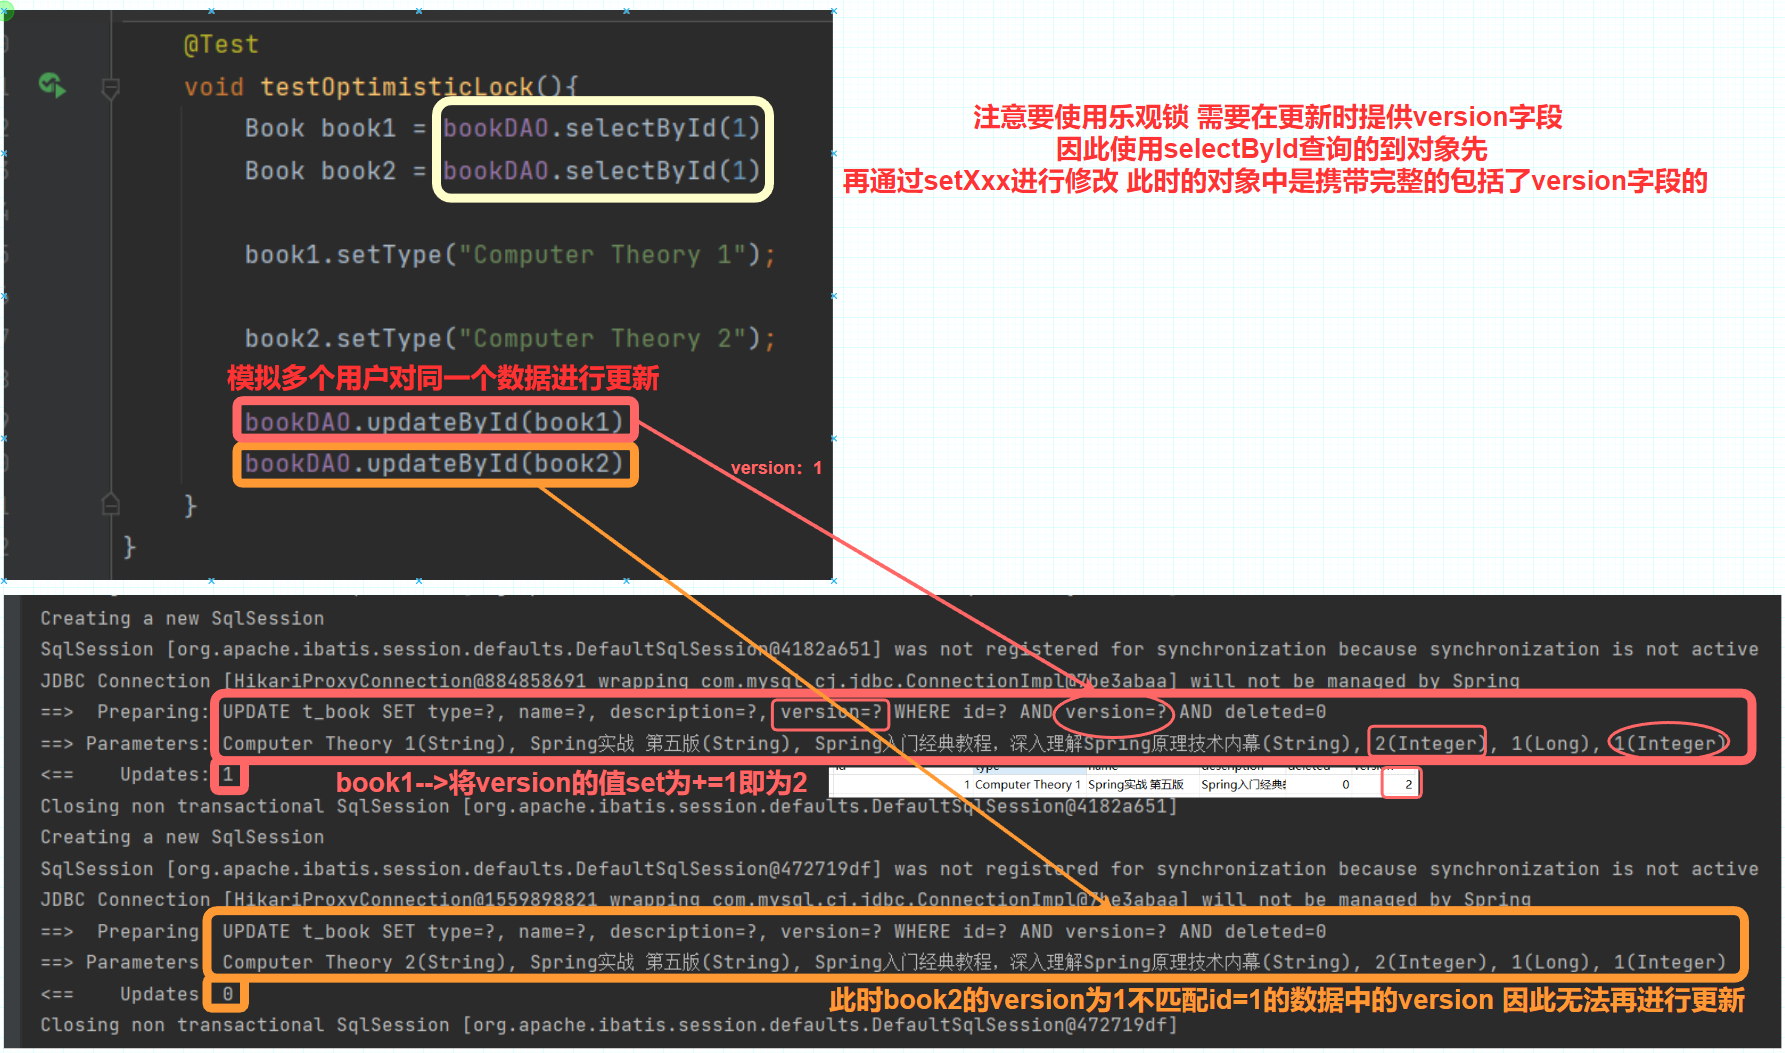 @Test
void testOptimisticLock(){
Book book1 = bookDAO.selectById(1)
Book book2 = bookDAO.selectById(1)
book1.setType("Computer Theory 1");
book2.setType("Computer Theory 2");
模拟多个用户对同一个数据进行更新
bookDAO.updateById(book1)
bookDAO.updateById(book2)
version：1
}
}
注意要使用乐观锁 需要在更新时提供version字段
因此使用selectById查询的到对象先
再通过setXxx进行修改 此时的对象中是携带完整的包括了version字段的
Creating a new SqlSession
SqlSession [org.apache.ibatis.session.defaults.DefaultSqlSession@4182a651] was not registered for synchronization because synchronization is not active
JDBC Connection [HikariProxyConnection@884858691 wrapping com.mysql.cj.jdbc.ConnectionImpl@7be3abaa] will not be managed by Spring
==>  Preparing: UPDATE t_book SET type=?, name=?, description=?, version=? WHERE id=? AND version=? AND deleted=0
==> Parameters: Computer Theory 1(String), Spring实战 第五版(String), Spring入门经典教程，深入理解Spring原理技术内幕(String), 2(Integer), 1(Long), 1(Integer)
<==    Updates: 1
book1-->将version的值set为+=1即为2
type name description deleted
1 Computer Theory 1 Spring实战 第五版 Spring入门经典 0 2
Closing non transactional SqlSession [org.apache.ibatis.session.defaults.DefaultSqlSession@4182a651]
Creating a new SqlSession
SqlSession [org.apache.ibatis.session.defaults.DefaultSqlSession@472719df] was not registered for synchronization because synchronization is not active
JDBC Connection [HikariProxyConnection@1559898821 wrapping com.mysql.cj.jdbc.ConnectionImpl@7be3abaa] will not be managed by Spring
==>  Preparing UPDATE t_book SET type=?, name=?, description=?, version=? WHERE id=? AND version=? AND deleted=0
==> Parameters Computer Theory 2(String), Spring实战 第五版(String), Spring入门经典教程，深入理解Spring原理技术内幕(String), 2(Integer), 1(Long), 1(Integer)
<==    Updates 0
此时book2的version为1不匹配id=1的数据中的version 因此无法再进行更新
Closing non transactional SqlSession [org.apache.ibatis.session.defaults.DefaultSqlSession@472719df]